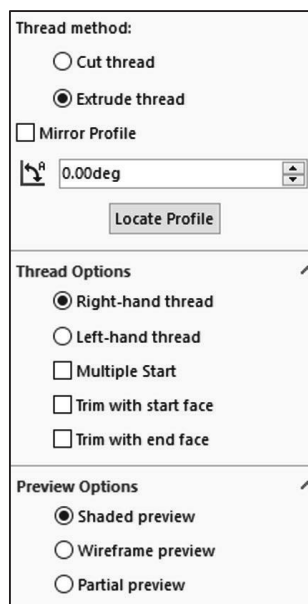 Thread method:
Cut thread
Extrude thread
Mirror Profile
0.00deg
Locate Profile
Thread Options
Right-hand thread
Left-hand thread
Multiple Start
Trim with start face
Trim with end face
Preview Options
Shaded preview
Wireframe preview
Partial preview